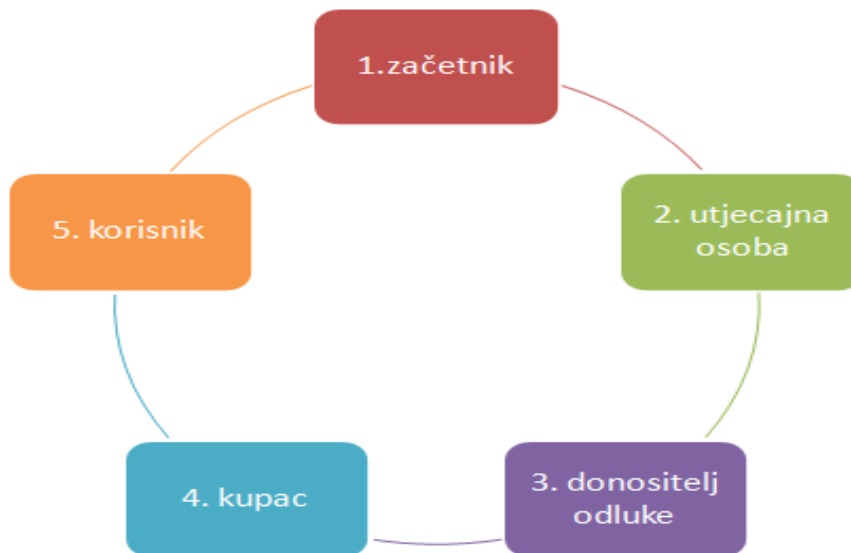 1.začetnik
2. utjecajna
osoba
3. donositelj
odluke
4. kupac
5. korisnik